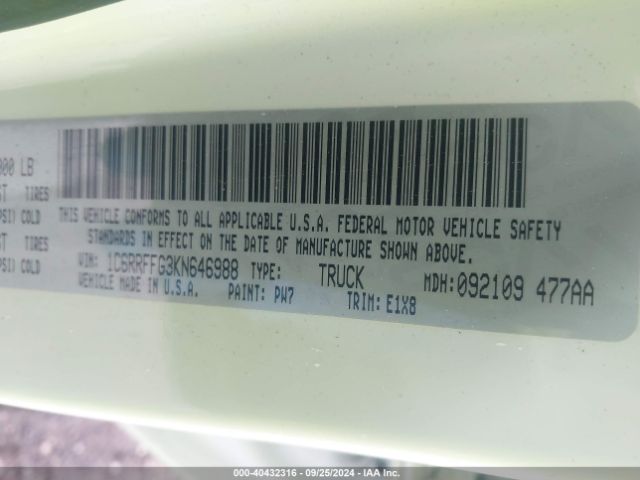 000 LB
TIRES
PSI) COLD
TIRES
PSI) COLD
THIS VEHICLE CONFORMS TO ALL APPLICABLE U.S.A. FEDERAL MOTOR VEHICLE SAFETY
STANDARDS IN EFFECT ON THE DATE OF MANUFACTURE SHOWN ABOVE.
VIN: 1C6RRFFG3KN646988 TYPE: TRUCK MDH: 092109 477AA
VEHICLE MADE IN U.S.A. PAINT: PW7 TRIM: E1X8
000-40432316 - 09/25/2024 - IAA Inc.